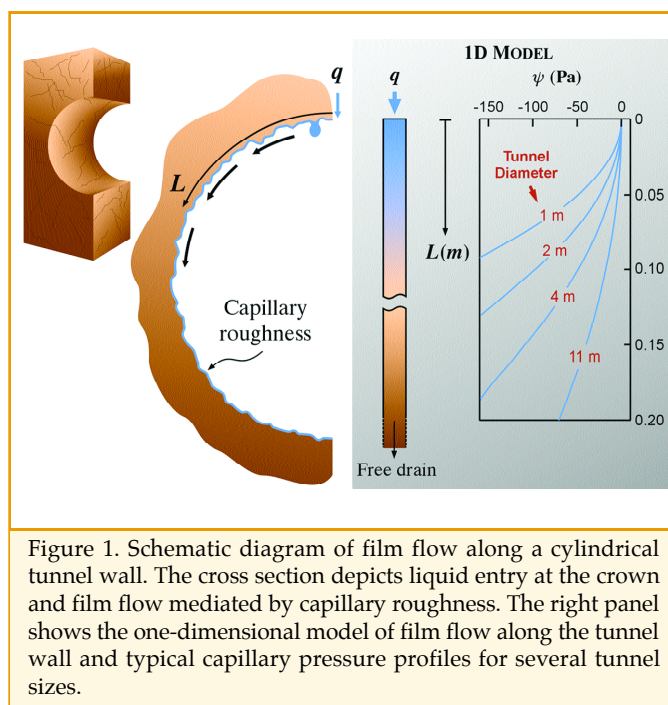 q
L
Capillary
roughness
1D MODEL
q
L(m)
Free drain
ψ (Pa)
-150 -100 -50 0
0
0.05
0.10
0.15
0.20
Tunnel
Diameter
1 m
2 m
4 m
11 m
Figure 1. Schematic diagram of film flow along a cylindrical
tunnel wall. The cross section depicts liquid entry at the crown
and film flow mediated by capillary roughness. The right panel
shows the one-dimensional model of film flow along the tunnel
wall and typical capillary pressure profiles for several tunnel
sizes.